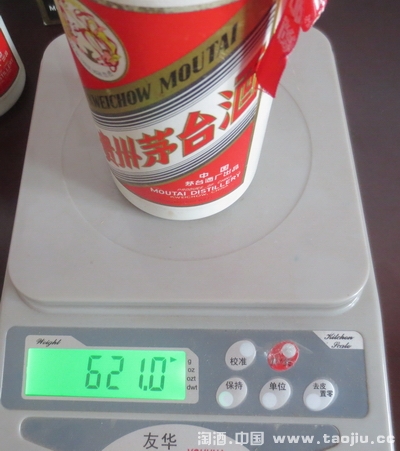 KWEICHOW MOUTAI
贵州茅台酒
中国
茅台酒厂出品
MOUTAI DISTILLERY
Weight
Kitchen
Scale
621.0
g
oz
ozt
dwt
校准
保持
单位
去皮
置零
友华
淘酒.中国 www.taojiu.cc